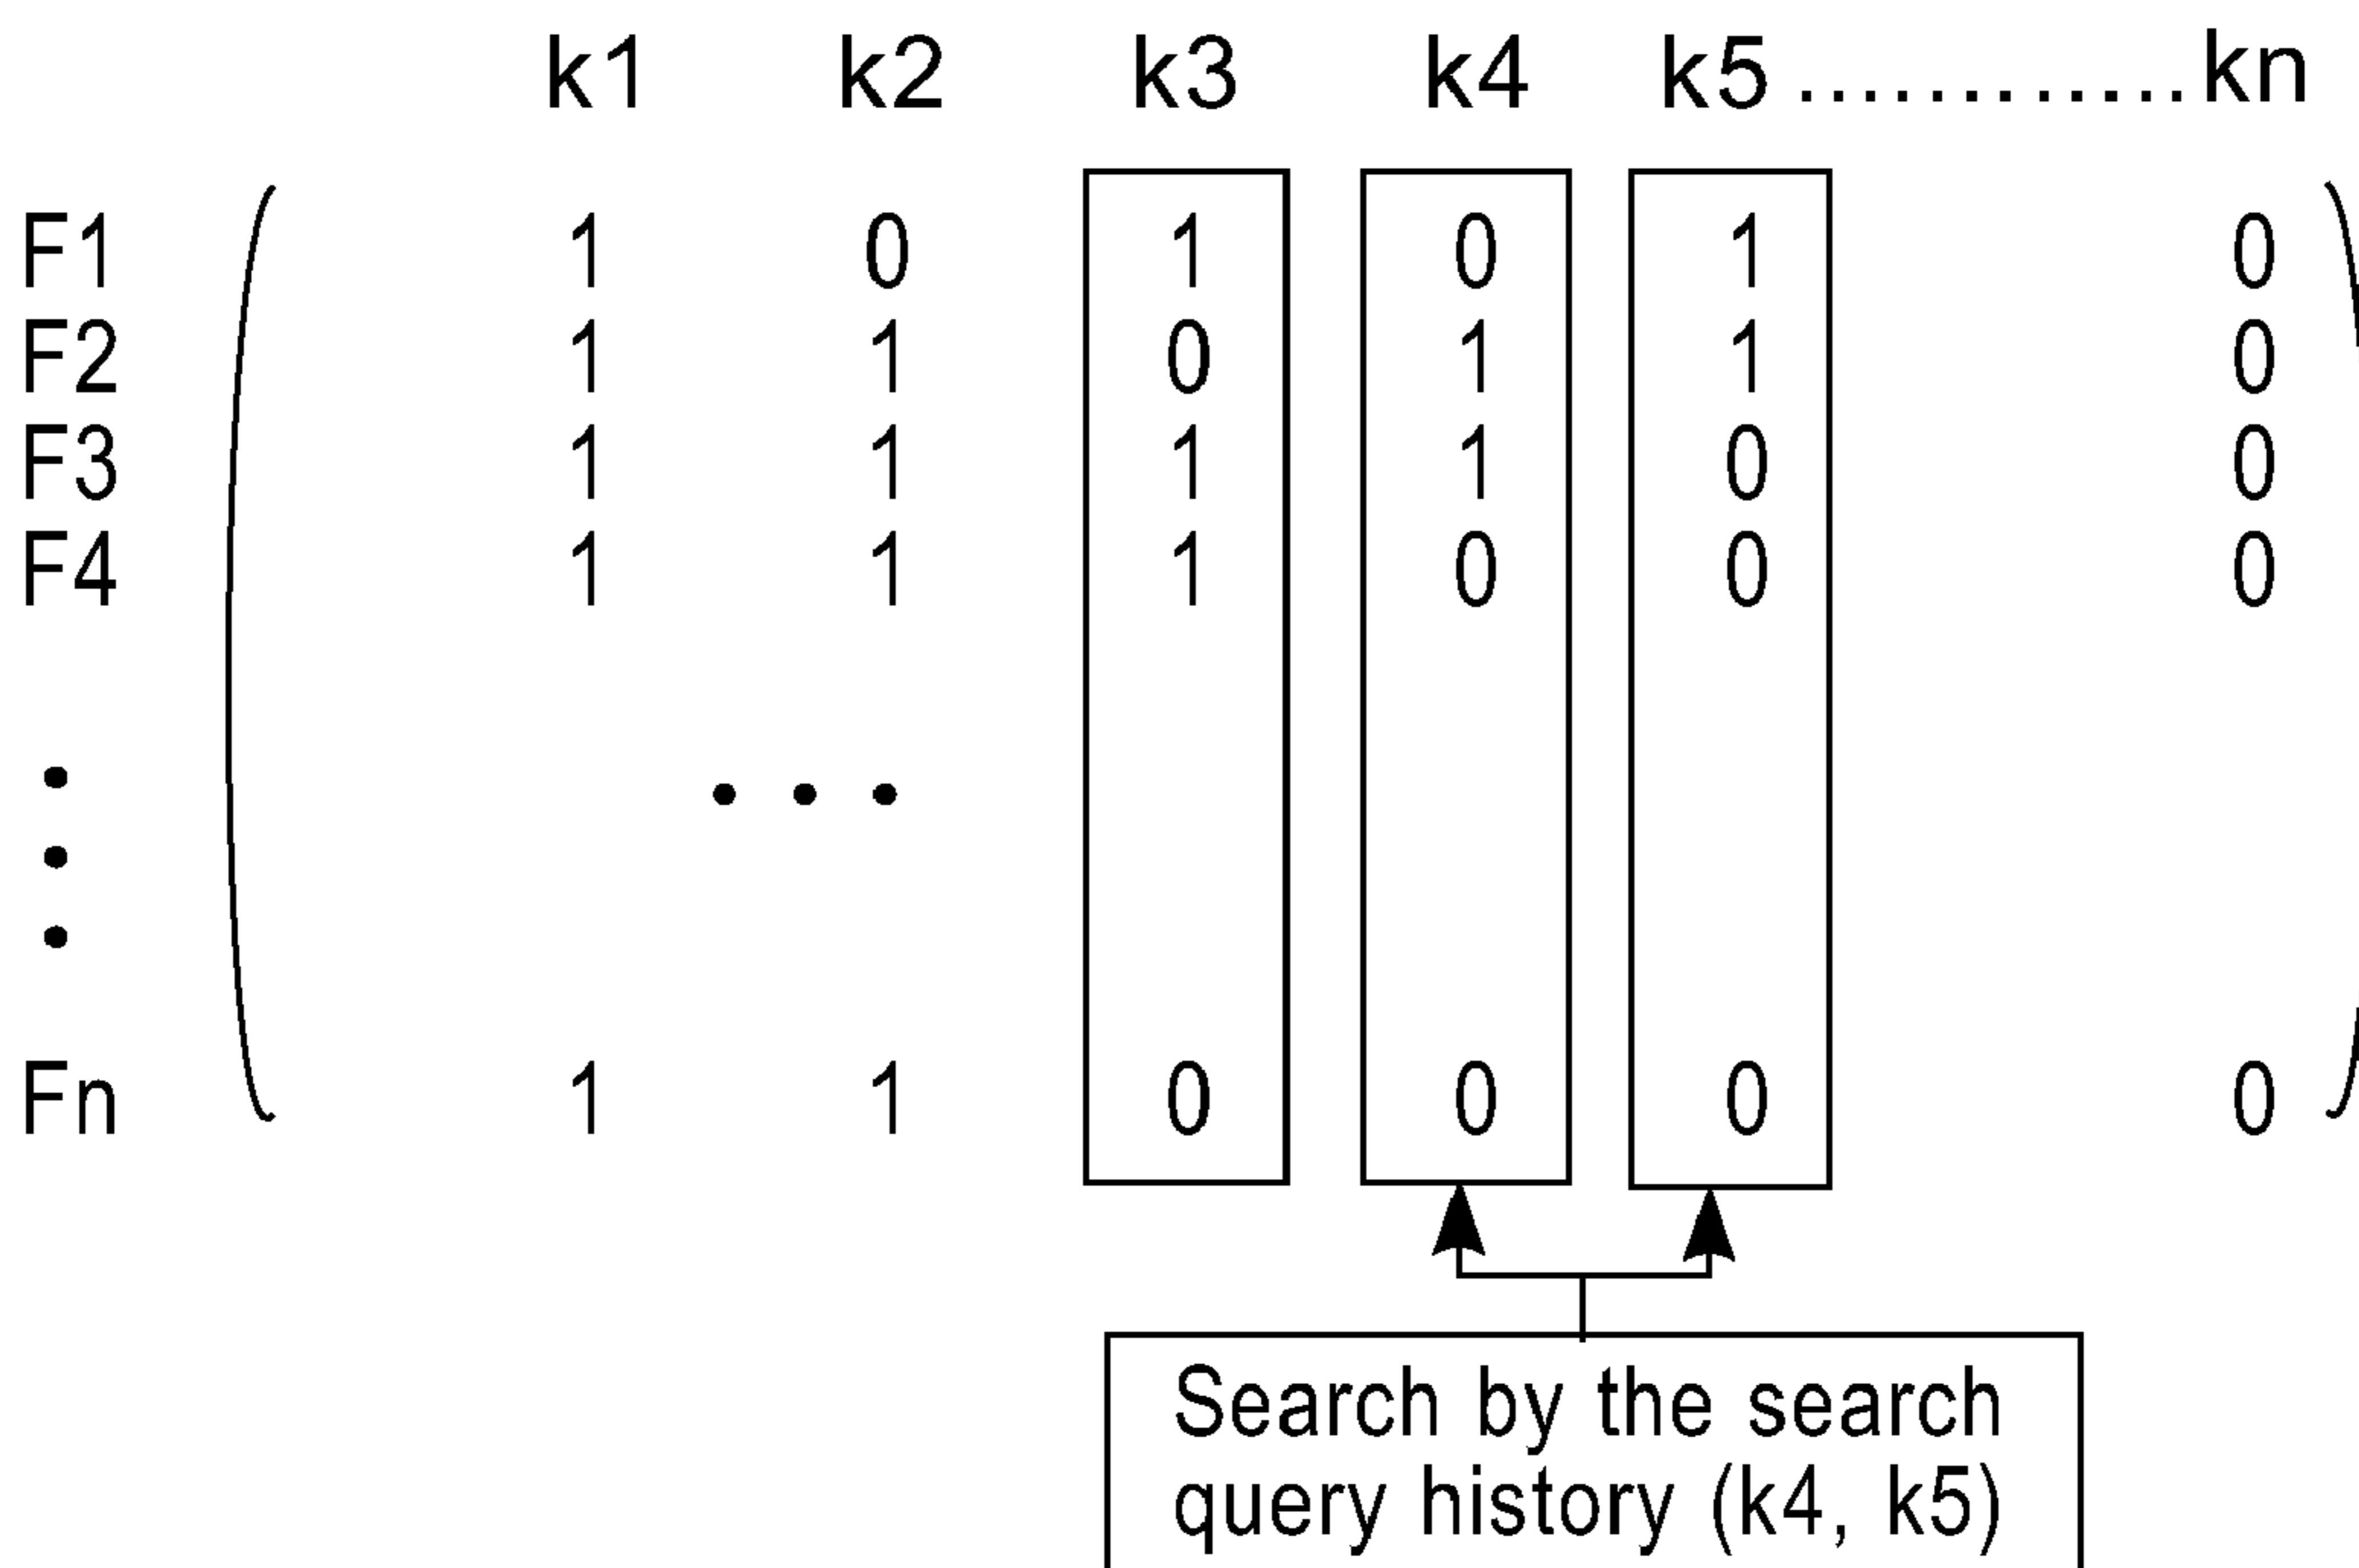 k1 k2 k3 k4 k5 ............ kn
F1 1 0 1 0 1 0
F2 1 1 0 1 1 0
F3 1 1 1 1 0 0
F4 1 1 1 0 0 0
Fn 1 1 0 0 0 0
Search by the search
query history (k4, k5)